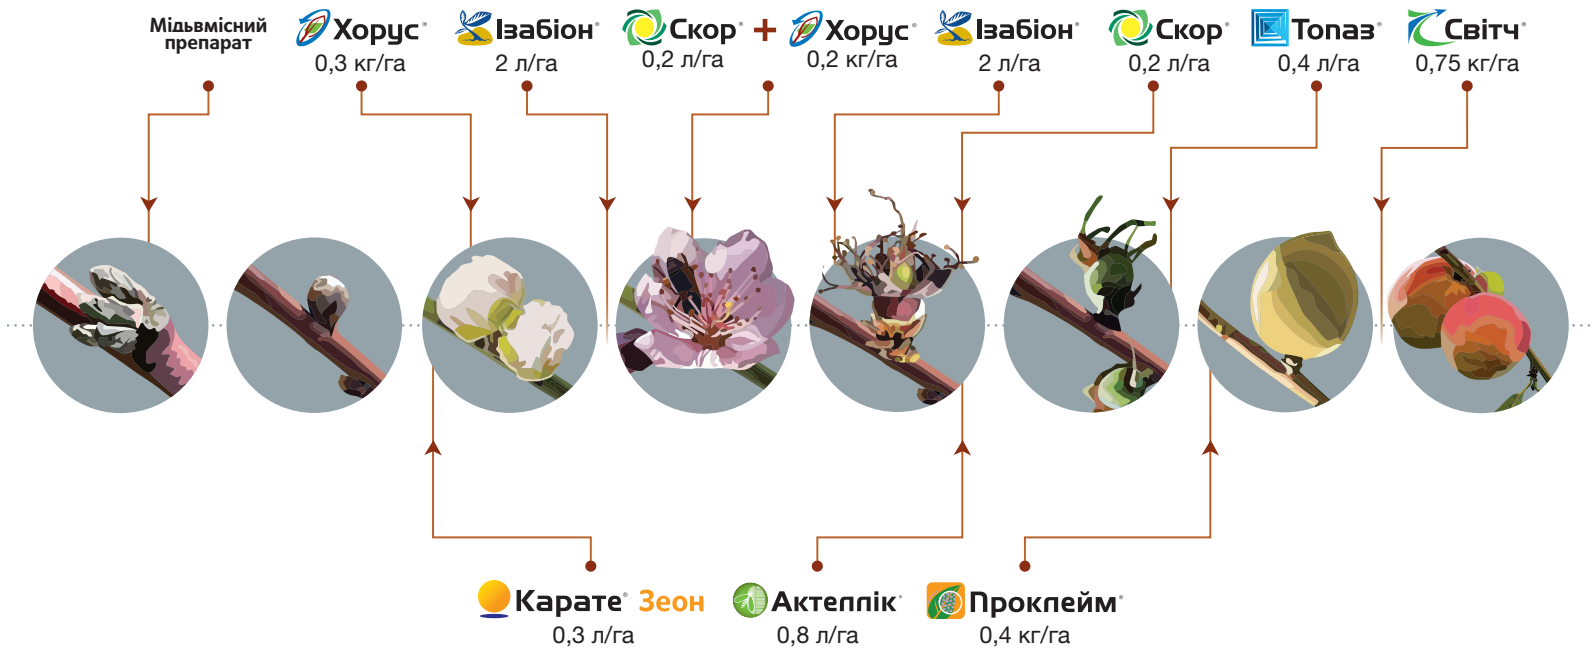 Мідьвмісний
препарат
Хорус®
0,3 кг/га
Ізабіон®
2 л/га
Скор® + Хорус®
0,2 л/га 0,2 кг/га
Ізабіон®
2 л/га
Скор®
0,2 л/га
Топаз®
0,4 л/га
Світч®
0,75 кг/га
Карате® Зеон
0,3 л/га
Актеллік®
0,8 л/га
Проклейм®
0,4 кг/га